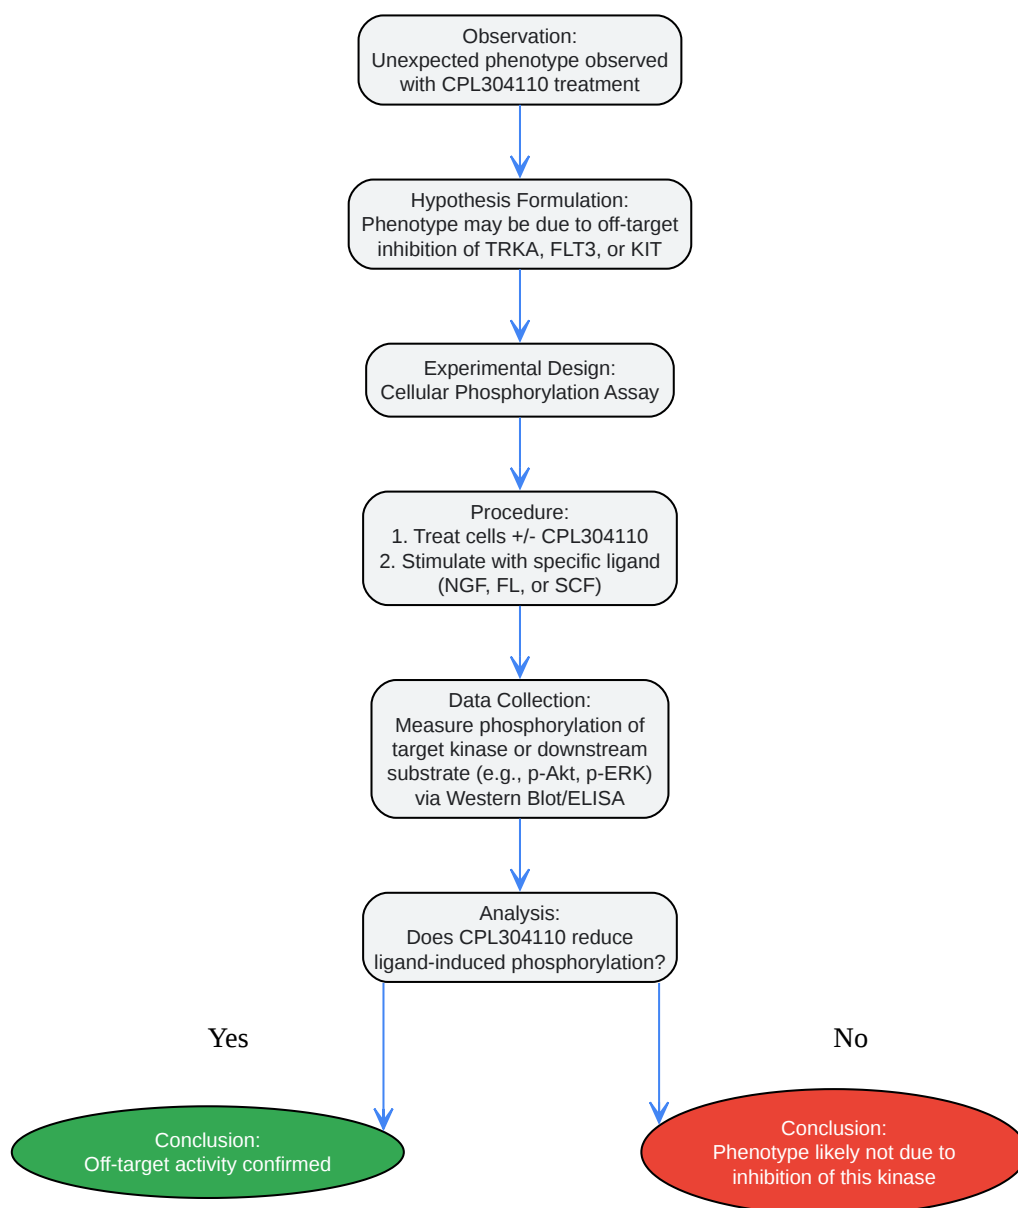 Observation:
Unexpected phenotype observed
with CPL304110 treatment
Hypothesis Formulation:
Phenotype may be due to off-target
inhibition of TRKA, FLT3, or KIT
Experimental Design:
Cellular Phosphorylation Assay
Procedure:
1. Treat cells +/- CPL304110
2. Stimulate with specific ligand
(NGF, FL, or SCF)
Data Collection:
Measure phosphorylation of
target kinase or downstream
substrate (e.g., p-Akt, p-ERK)
via Western Blot/ELISA
Analysis:
Does CPL304110 reduce
ligand-induced phosphorylation?
Yes
No
Conclusion:
Off-target activity confirmed
Conclusion:
Phenotype likely not due to
inhibition of this kinase